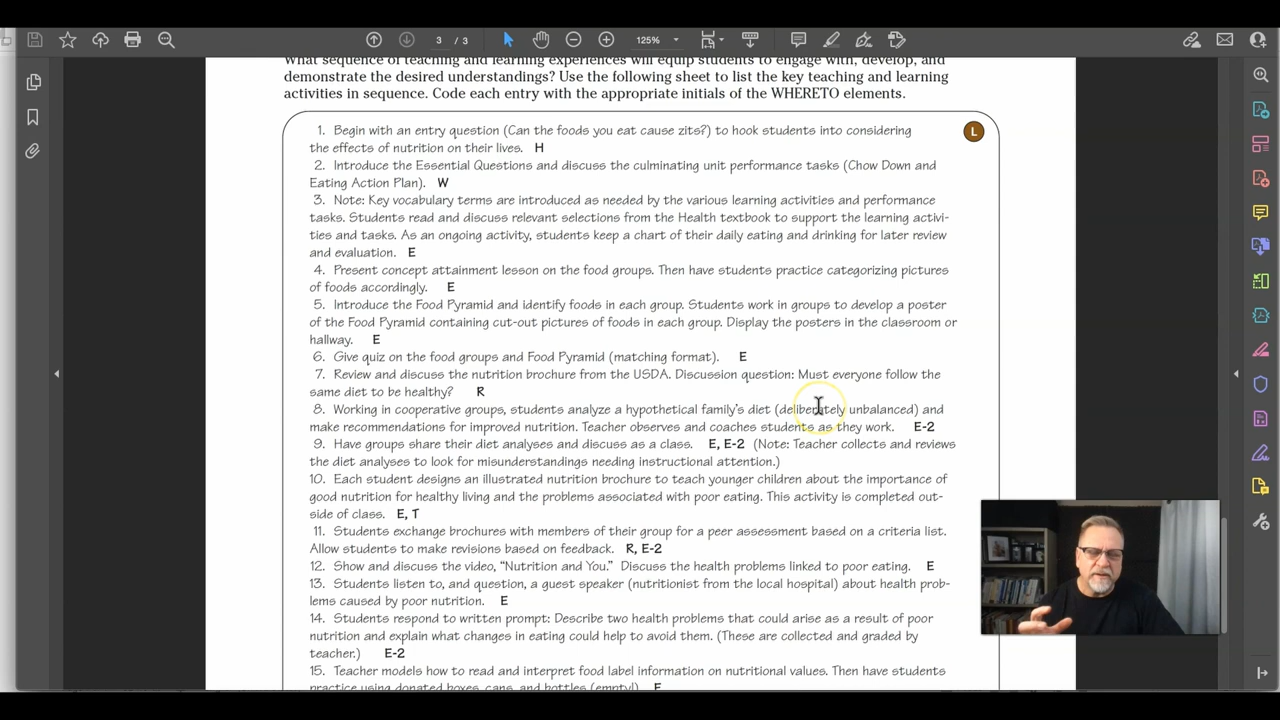 3 / 3
125%
What sequence of teaching and learning experiences will equip students to engage with, develop, and
demonstrate the desired understandings? Use the following sheet to list the key teaching and learning
activities in sequence. Code each entry with the appropriate initials of the WHERETO elements.
L
1. Begin with an entry question (Can the foods you eat cause zits?) to hook students into considering
the effects of nutrition on their lives. H
2. Introduce the Essential Questions and discuss the culminating unit performance tasks (Chow Down and
Eating Action Plan). W
3. Note: Key vocabulary terms are introduced as needed by the various learning activities and performance
tasks. Students read and discuss relevant selections from the Health textbook to support the learning activi-
ties and tasks. As an ongoing activity, students keep a chart of their daily eating and drinking for later review
and evaluation. E
4. Present concept attainment lesson on the food groups. Then have students practice categorizing pictures
of foods accordingly. E
5. Introduce the Food Pyramid and identify foods in each group. Students work in groups to develop a poster
of the Food Pyramid containing cut-out pictures of foods in each group. Display the posters in the classroom or
hallway. E
6. Give quiz on the food groups and Food Pyramid (matching format). E
7. Review and discuss the nutrition brochure from the USDA. Discussion question: Must everyone follow the
same diet to be healthy? R
8. Working in cooperative groups, students analyze a hypothetical family's diet (deliberately unbalanced) and
make recommendations for improved nutrition. Teacher observes and coaches students as they work. E-2
9. Have groups share their diet analyses and discuss as a class. E, E-2 (Note: Teacher collects and reviews
the diet analyses to look for misunderstandings needing instructional attention.)
10. Each student designs an illustrated nutrition brochure to teach younger children about the importance of
good nutrition for healthy living and the problems associated with poor eating. This activity is completed out-
side of class. E, T
11. Students exchange brochures with members of their group for a peer assessment based on a criteria list.
Allow students to make revisions based on feedback. R, E-2
12. Show and discuss the video, "Nutrition and You." Discuss the health problems linked to poor eating. E
13. Students listen to, and question, a guest speaker (nutritionist from the local hospital) about health prob-
lems caused by poor nutrition. E
14. Students respond to written prompt: Describe two health problems that could arise as a result of poor
nutrition and explain what changes in eating could help to avoid them. (These are collected and graded by
teacher.) E-2
15. Teacher models how to read and interpret food label information on nutritional values. Then have students
practice using donated boxes, cans, and bottles (empty!). E